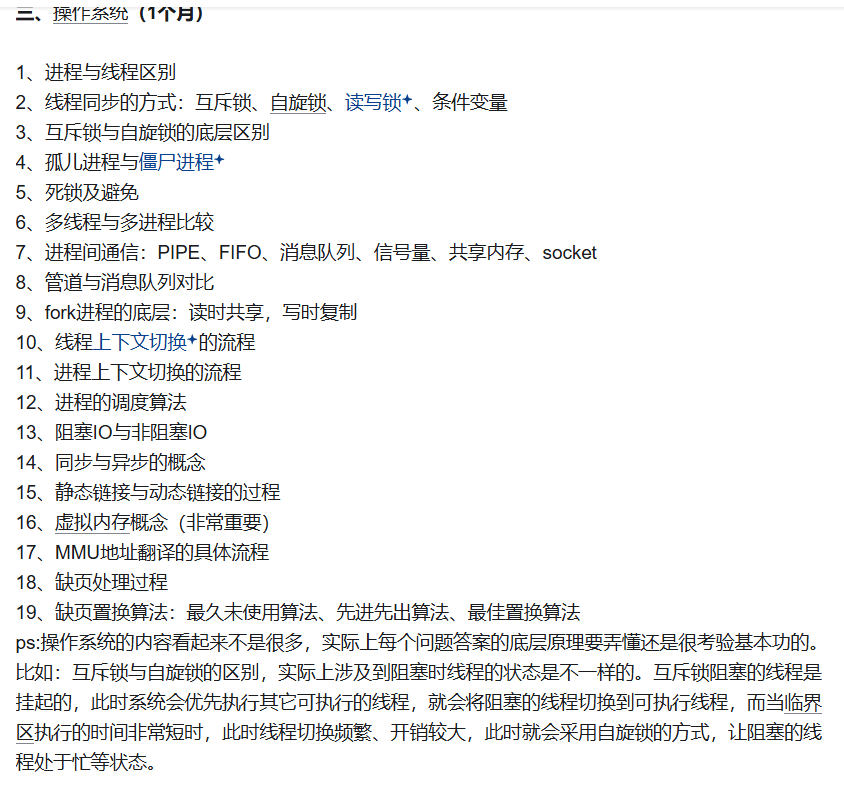 三、操作系统（1个月）
1、进程与线程区别
2、线程同步的方式：互斥锁、自旋锁、读写锁、条件变量
3、互斥锁与自旋锁的底层区别
4、孤儿进程与僵尸进程
5、死锁及避免
6、多线程与多进程比较
7、进程间通信：PIPE、FIFO、消息队列、信号量、共享内存、socket
8、管道与消息队列对比
9、fork进程的底层：读时共享，写时复制
10、线程上下文切换的流程
11、进程上下文切换的流程
12、进程的调度算法
13、阻塞IO与非阻塞IO
14、同步与异步的概念
15、静态链接与动态链接的过程
16、虚拟内存概念（非常重要）
17、MMU地址翻译的具体流程
18、缺页处理过程
19、缺页置换算法：最久未使用算法、先进先出算法、最佳置换算法
ps:操作系统的内容看起来不是很多，实际上每个问题答案的底层原理要弄懂还是很考验基本功的。
比如：互斥锁与自旋锁的区别，实际上涉及到阻塞时线程的状态是不一样的。互斥锁阻塞的线程是
挂起的，此时系统会优先执行其它可执行的线程，就会将阻塞的线程切换到可执行线程，而当临界
区执行的时间非常短时，此时线程切换频繁、开销较大，此时就会采用自旋锁的方式，让阻塞的线
程处于忙等状态。